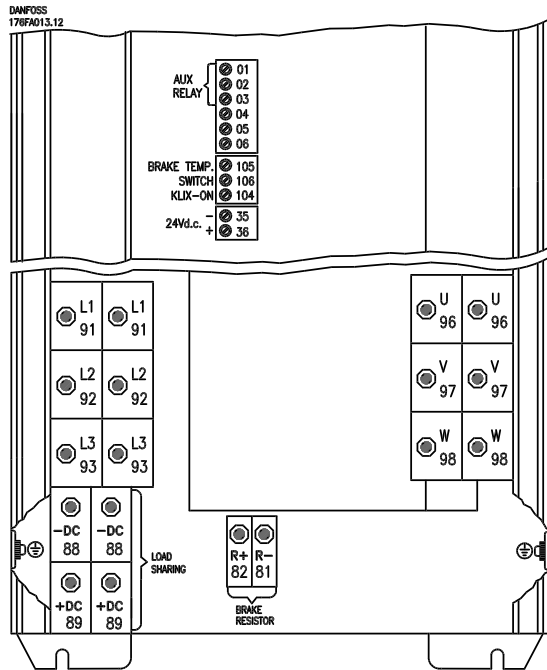 DANFOSS
176FA013.12
AUX
RELAY
01
02
03
04
05
06
BRAKE TEMP. 105
SWITCH 106
KLIX-ON 104
24Vd.c.
- 35
+ 36
L1 L1
91 91
L2 L2
92 92
L3 L3
93 93
U U
96 96
V V
97 97
W W
98 98
-DC -DC
88 88
+DC +DC
89 89
LOAD
SHARING
R+ R-
82 81
BRAKE
RESISTOR